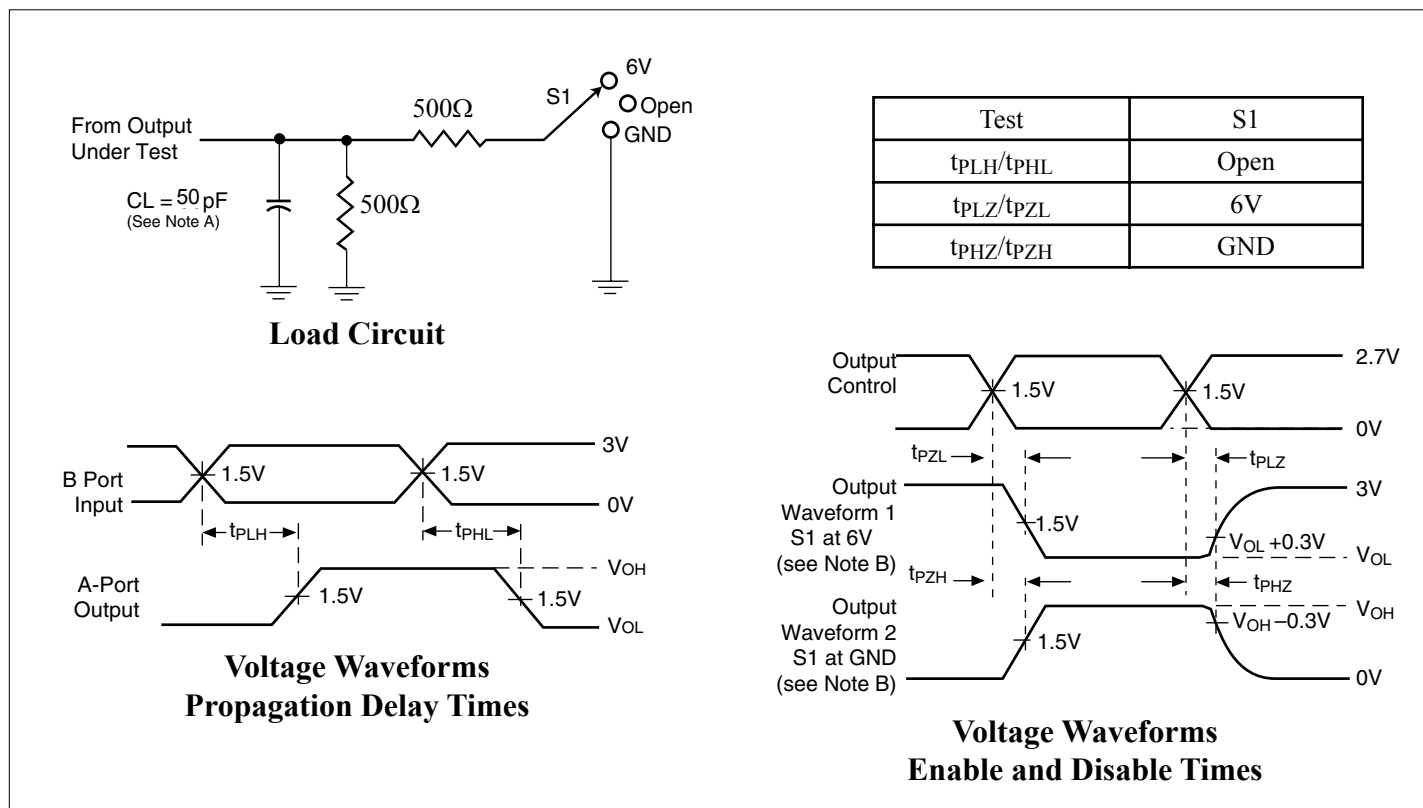 6V
S1
Open
GND
500Ω
From Output
Under Test
CL = 50 pF
(See Note A)
500Ω
Load Circuit
Test S1
tPLH/tPHL Open
tPLZ/tPZL 6V
tPHZ/tPZH GND
B Port
Input
1.5V
1.5V
3V
0V
tPLH
tPHL
A-Port
Output
1.5V
1.5V
VOH
VOL
Voltage Waveforms
Propagation Delay Times
Output
Control
1.5V
1.5V
2.7V
0V
tPZL
tPLZ
Output
Waveform 1
S1 at 6V
(see Note B)
1.5V
3V
VOL +0.3V
VOL
tPZH
tPHZ
Output
Waveform 2
S1 at GND
(see Note B)
1.5V
VOH
VOH –0.3V
0V
Voltage Waveforms
Enable and Disable Times